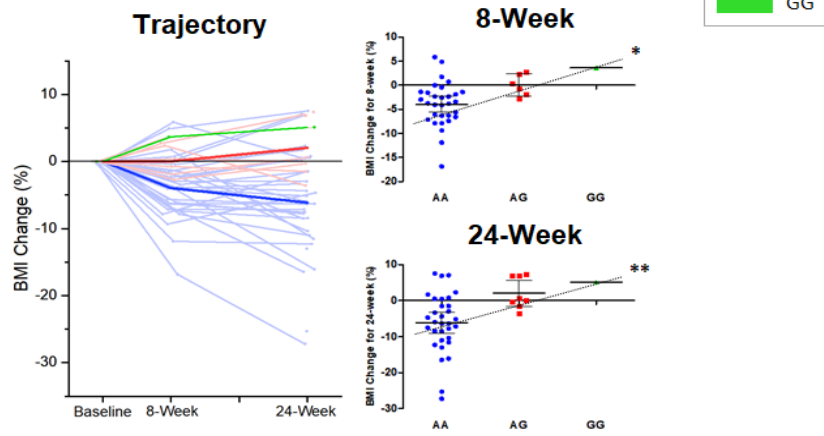 GG
Trajectory
BMI Change (%)
10
0
-10
-20
-30
Baseline 8-Week 24-Week
8-Week
BMI Change for 8-week (%)
10
5
0
-5
-10
-15
-20
*
AA AG GG
24-Week
BMI Change for 24-week (%)
10
0
-10
-20
-30
**
AA AG GG